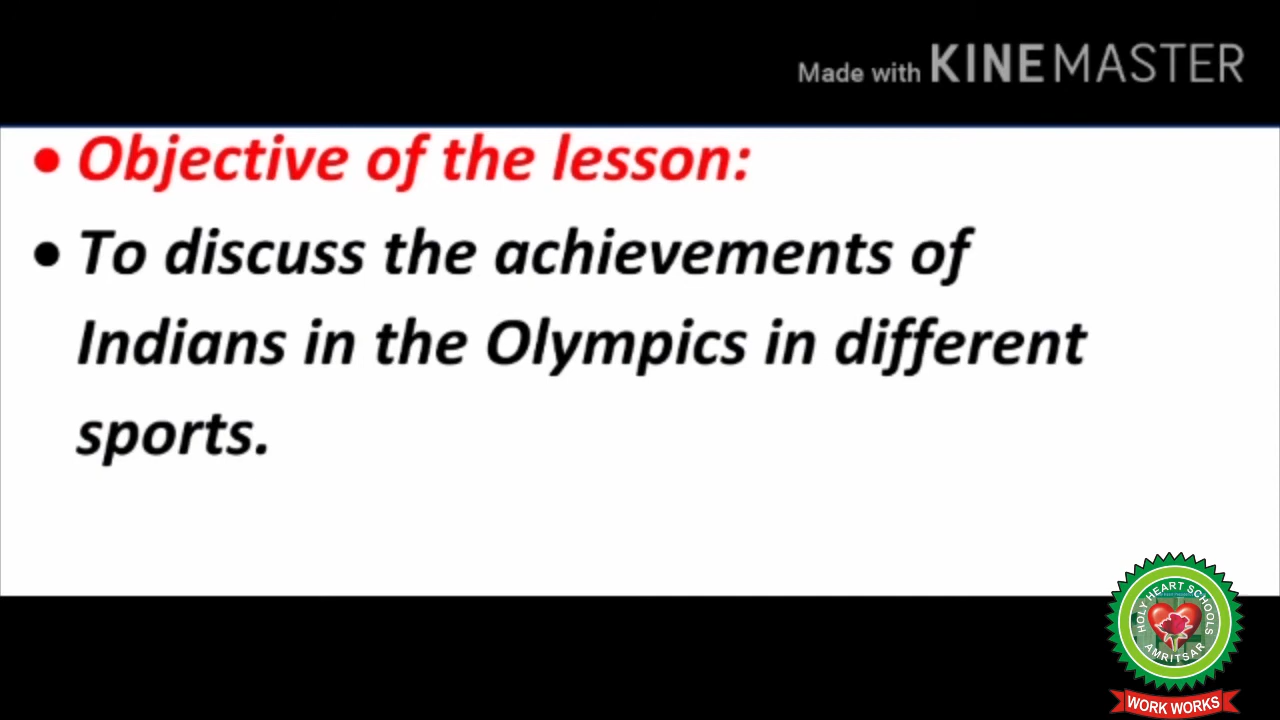 Made with KINEMASTER
• Objective of the lesson:
• To discuss the achievements of
Indians in the Olympics in different
sports.
HOLY HEART SCHOOLS
AMRITSAR
WORK WORKS